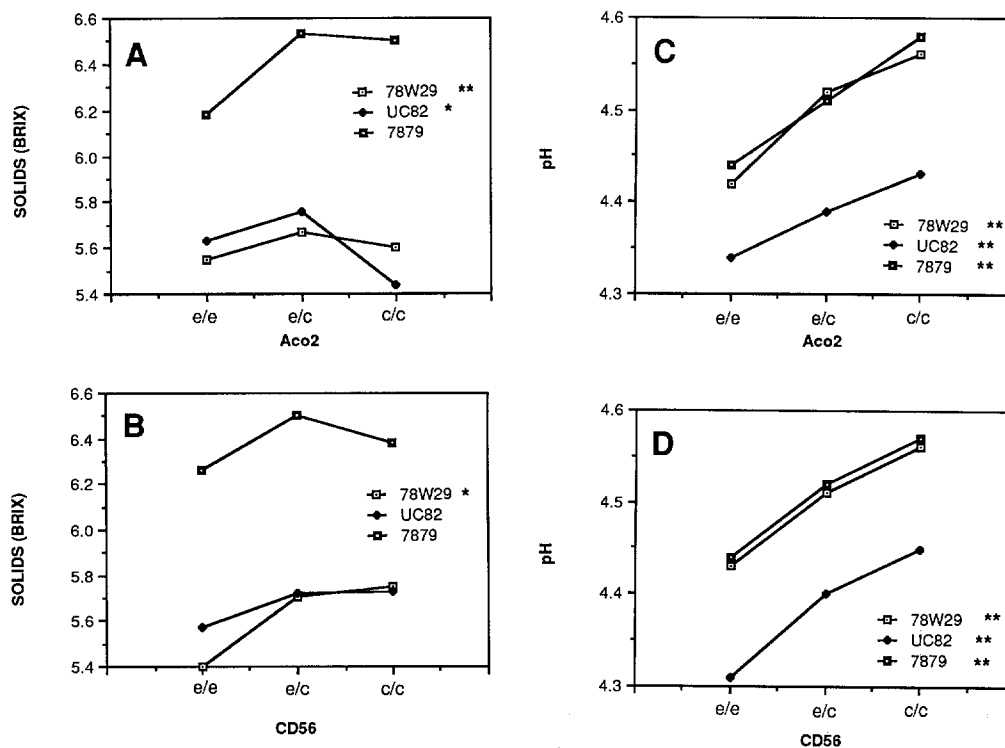 A
SOLIDS (BRIX)
6.6
6.4
6.2
6.0
5.8
5.6
5.4
78W29 **
UC82 *
7879
e/e e/c c/c
Aco2
C
pH
4.6
4.5
4.4
4.3
78W29 **
UC82 **
7879 **
e/e e/c c/c
Aco2
B
SOLIDS (BRIX)
6.6
6.4
6.2
6.0
5.8
5.6
5.4
78W29 *
UC82
7879
e/e e/c c/c
CD56
D
pH
4.6
4.5
4.4
4.3
78W29 **
UC82 **
7879 **
e/e e/c c/c
CD56